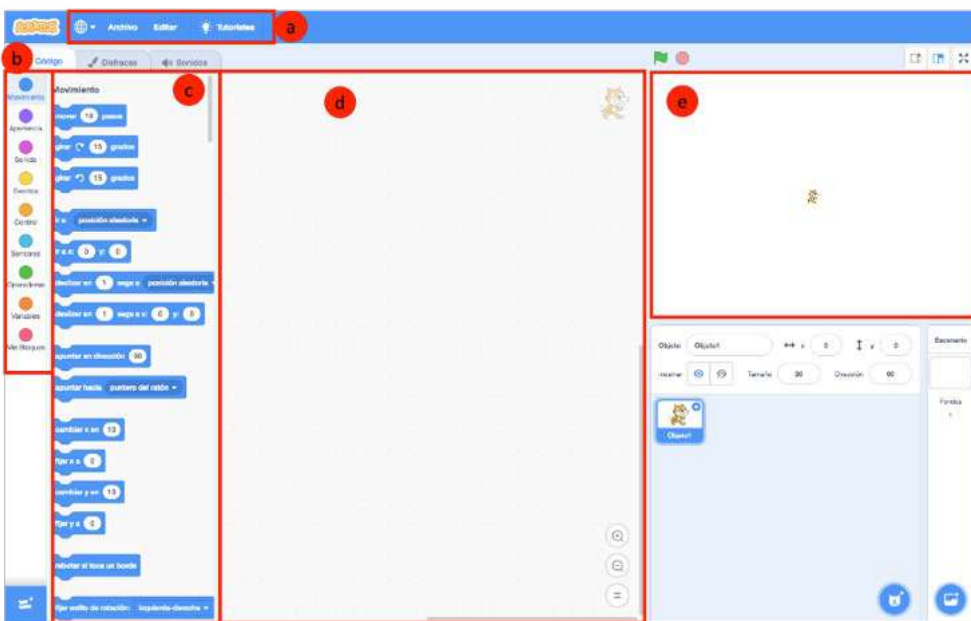 SCRATCH
Archivo Editar Tutoriales
a
b
Código Disfraces Sonidos
Movimiento
Apariencia
Sonido
Eventos
Control
Sensores
Operadores
Variables
Mis Bloques
c
Movimiento
mover 10 pasos
girar 15 grados
girar 15 grados
ir a posición aleatoria
ir a x: 0 y: 0
deslizar en 1 segs a posición aleatoria
deslizar en 1 segs a x: 0 y: 0
apuntar en dirección 90
apuntar hacia puntero del ratón
cambiar x en 10
fijar x a 0
cambiar y en 10
fijar y a 0
rebotar si toca un borde
fijar estilo de rotación: izquierda-derecha
d
e
Objeto Objeto1 x 0 y 0
mostrar Tamaño Dirección 90
Objeto1
Escenario
Fondos
1